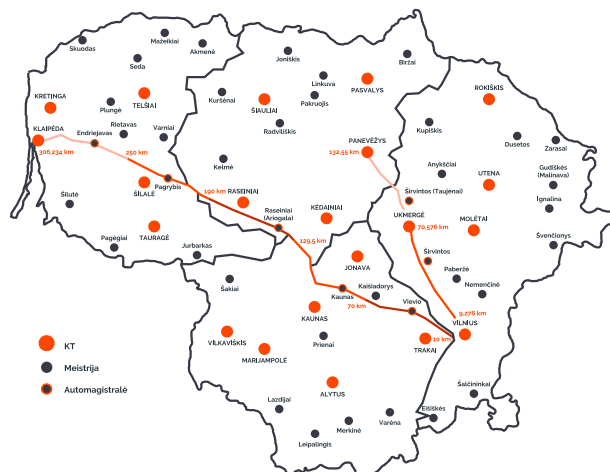 Skuodas
Mažeikiai
Akmenė
Seda
KRETINGA
Plungė
TELŠIAI
KLAIPĖDA
306,234 km
Endriejavas
Rietavas
Varniai
250 km
Pagrybis
ŠILALĖ
Šilutė
TAURAGĖ
Pagėgiai
Jurbarkas
Joniškis
Biržai
Kuršėnai
Linkuva
PASVALYS
Pakruojis
ŠIAULIAI
Radviliškis
PANEVĖŽYS
132,55 km
Kelmė
190 km
RASEINIAI
Raseiniai
(Ariogala)
KĖDAINIAI
129,5 km
ROKIŠKIS
Kupiškis
Dusetos
Zarasai
Anykščiai
UTENA
Gudiškės
(Malinava)
Širvintos (Taujėnai)
Ignalina
UKMERGĖ
70,576 km
MOLĖTAI
Švenčionys
Širvintos
Paberžė
Nemenčinė
9,276 km
VILNIUS
JONAVA
Kaišiadorys
Kaunas
70 km
Vievio
10 km
Šakiai
KAUNAS
Prienai
VILKAVIŠKIS
MARIJAMPOLĖ
TRAKAI
ALYTUS
Lazdijai
Leipalingis
Merkinė
Varėna
Eišiškės
Šalčininkai
KT
Meistrija
Automagistralė